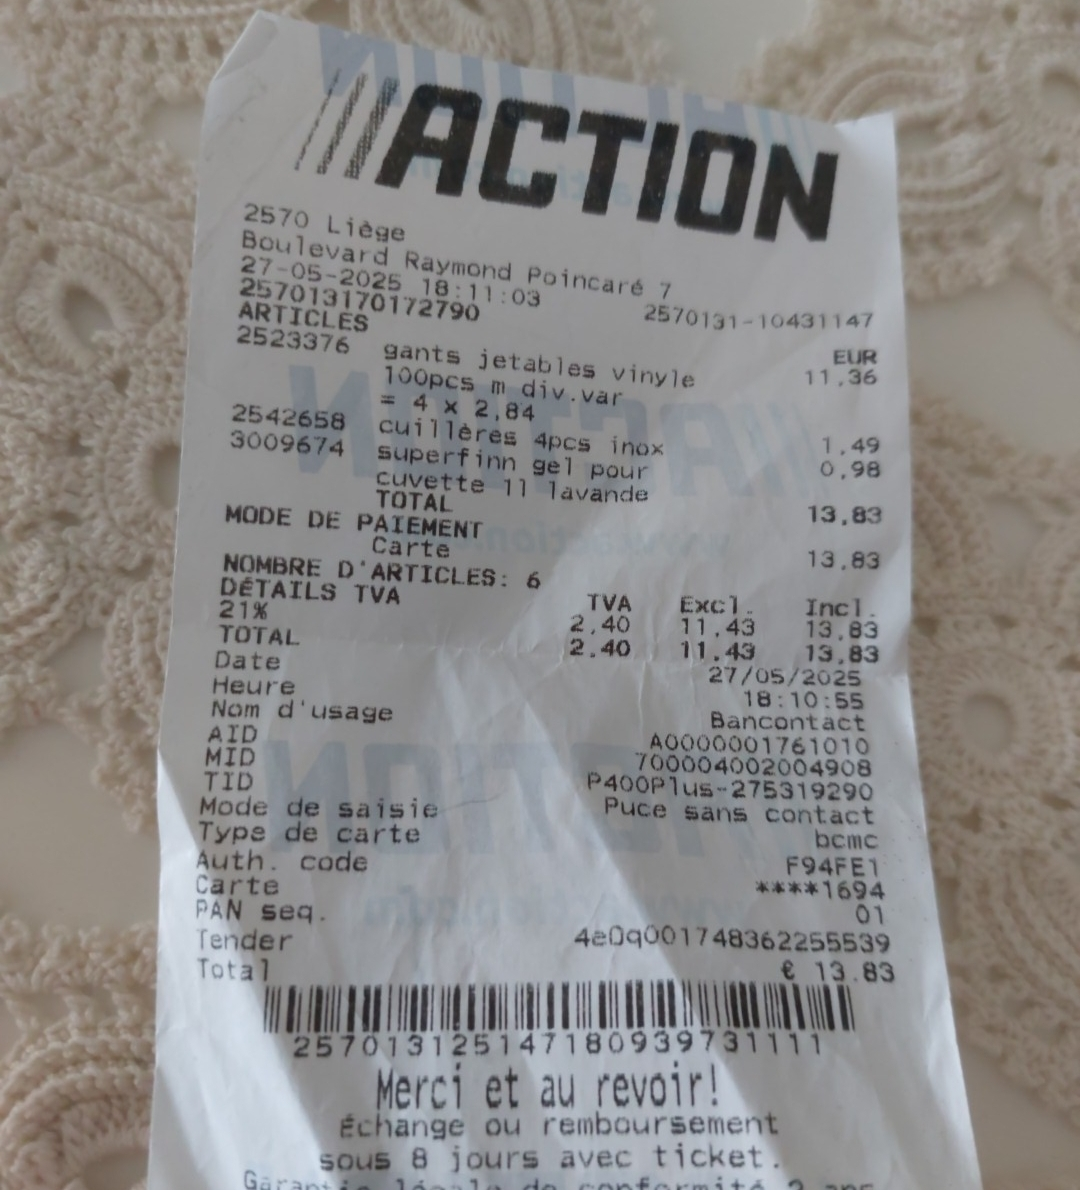 ACTION
2570 Liège
Boulevard Raymond Poincaré 7
27-05-2025 18:11:03
257013170172790 2570131-10431147
ARTICLES EUR
2523376 gants jetables vinyle 11,36
100pcs m div.var
= 4 x 2,84
2542658 cuillères 4pcs inox 1,49
3009674 superfinn gel pour 0,98
cuvette 1l lavande
TOTAL 13,83
MODE DE PAIEMENT
Carte 13,83
NOMBRE D'ARTICLES: 6
DÉTAILS TVA TVA Excl. Incl.
21% 2,40 11,43 13,83
TOTAL 2,40 11,43 13,83
Date 27/05/2025
Heure 18:10:55
Nom d'usage Bancontact
AID A0000001761010
MID 700004002004908
TID P400Plus-275319290
Mode de saisie Puce sans contact
Type de carte bcmc
Auth. code F94FE1
Carte ****1694
PAN seq. 01
Tender 4e0q001748362255539
Total € 13.83
2570131251471809397311111
Merci et au revoir!
Échange ou remboursement
sous 8 jours avec ticket.
Garantie légale de conformité 2 ans